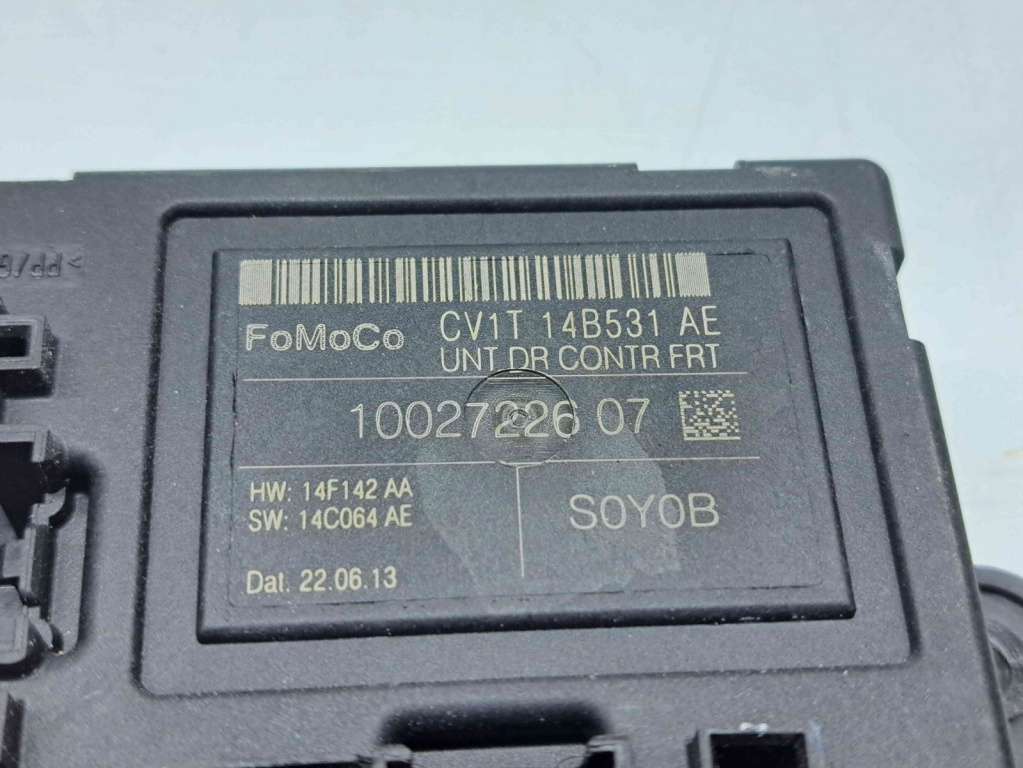 FoMoCo CV1T 14B531 AE
UNT DR CONTR FRT
10027226 07
HW: 14F142 AA
SW: 14C064 AE
S0Y0B
Dat. 22.06.13